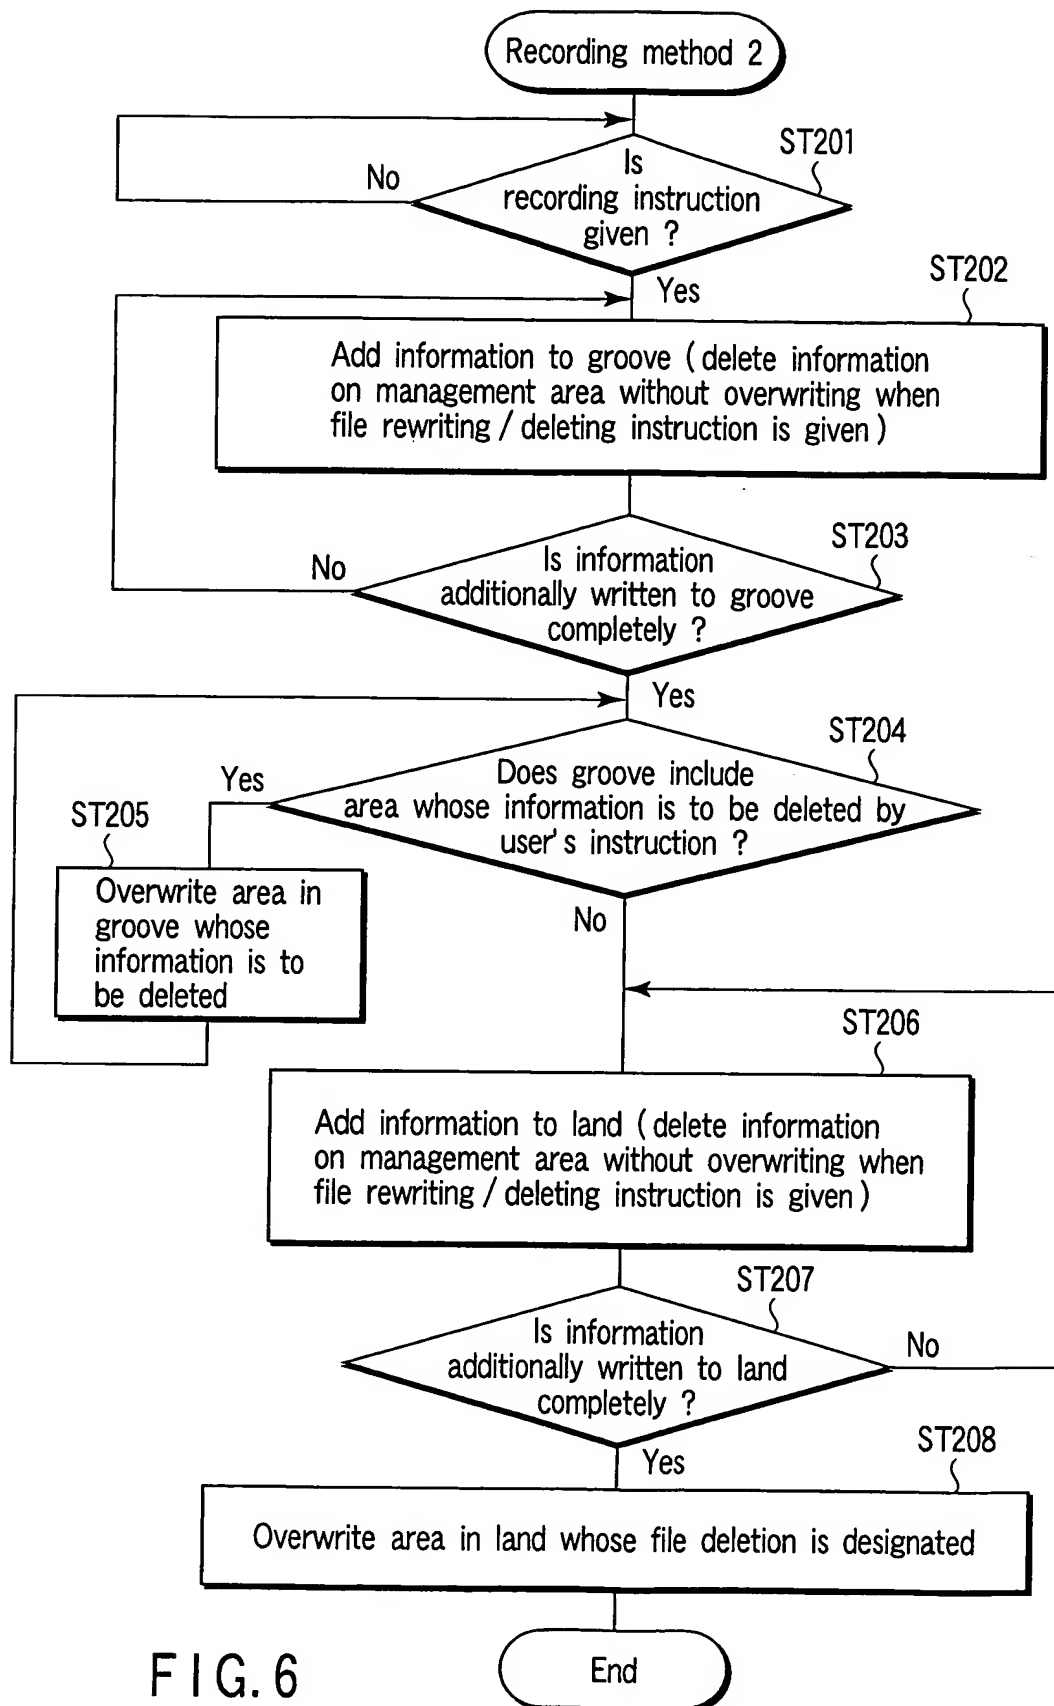 Recording method 2
ST201
No
Is
recording instruction
given ?
Yes
ST202
Add information to groove (delete information
on management area without overwriting when
file rewriting / deleting instruction is given)
ST203
No
Is information
additionally written to groove
completely ?
Yes
ST204
Yes
Does groove include
area whose information is to be deleted by
user's instruction ?
ST205
Overwrite area in
groove whose
information is to
be deleted
No
ST206
Add information to land (delete information
on management area without overwriting when
file rewriting / deleting instruction is given)
ST207
Is information
additionally written to land
completely ?
No
Yes
ST208
Overwrite area in land whose file deletion is designated
End
FIG. 6